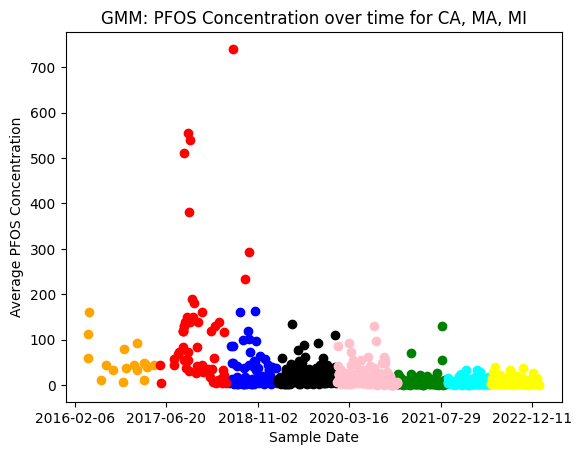 GMM: PFOS Concentration over time for CA, MA, MI
Average PFOS Concentration
700
600
500
400
300
200
100
0
2016-02-06 2017-06-20 2018-11-02 2020-03-16 2021-07-29 2022-12-11
Sample Date